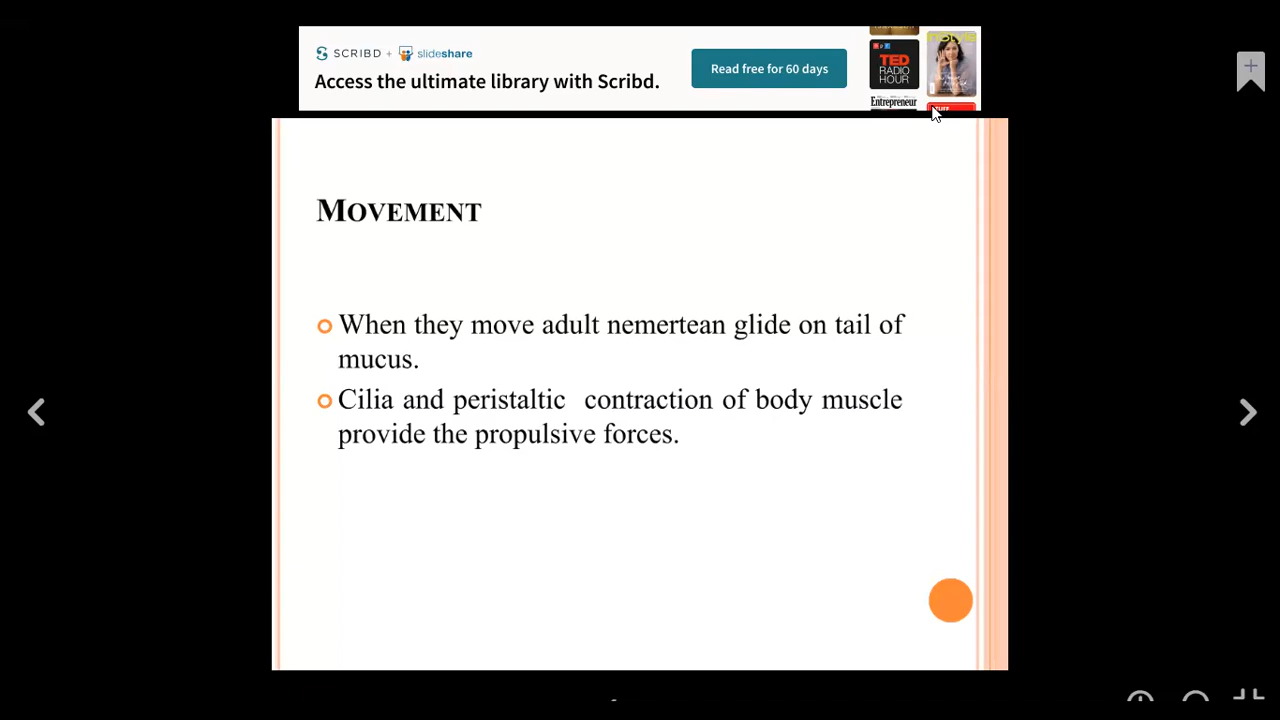 SCRIBD + slideshare
Access the ultimate library with Scribd.
Read free for 60 days
npr
TED
RADIO
HOUR
Entrepreneur
MOVEMENT
When they move adult nemertean glide on tail of
mucus.
Cilia and peristaltic contraction of body muscle
provide the propulsive forces.